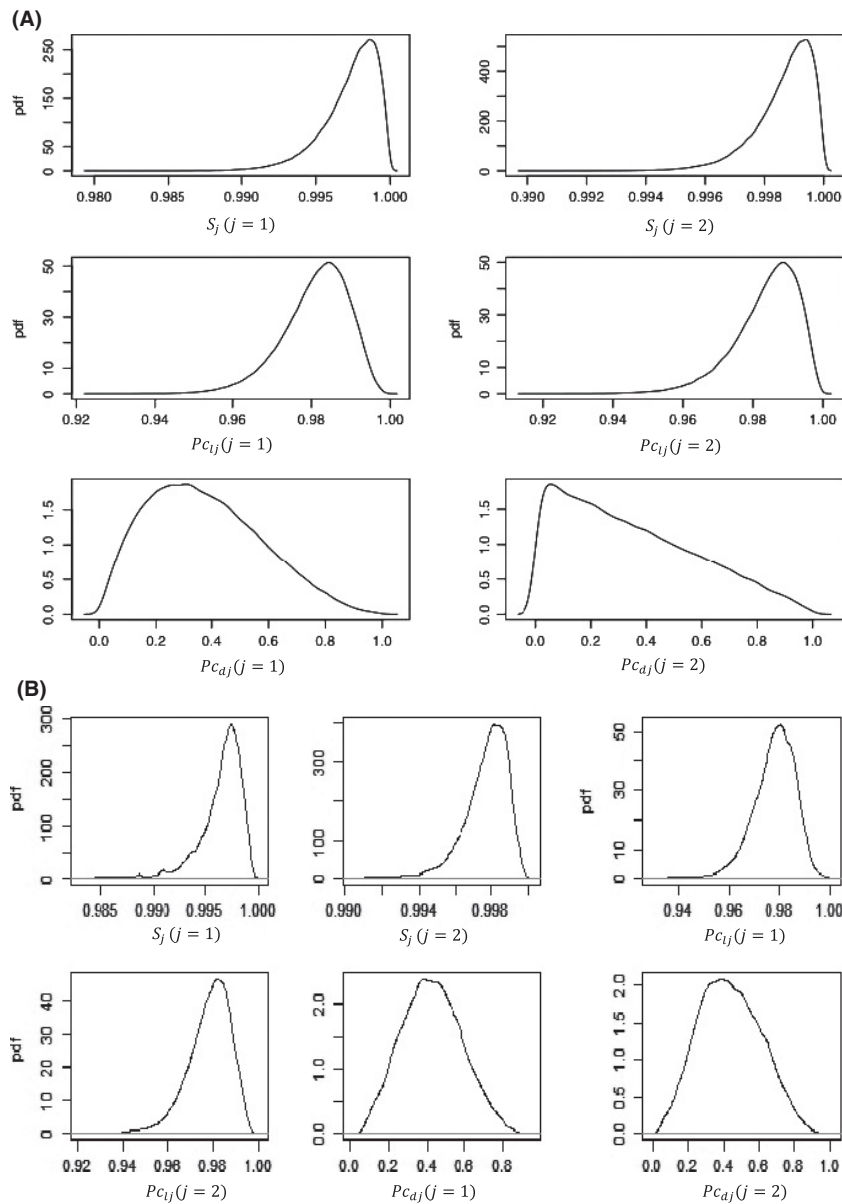 (A)
pdf
0 50 150 250
0.980 0.985 0.990 0.995 1.000
S_j (j = 1)
0 200 400
0.990 0.992 0.994 0.996 0.998 1.000
S_j (j = 2)
pdf
0 10 30 50
0.92 0.94 0.96 0.98 1.00
Pc_lj (j = 1)
pdf
0 10 30 50
0.92 0.94 0.96 0.98 1.00
Pc_lj (j = 2)
0.0 0.5 1.0 1.5
0.0 0.2 0.4 0.6 0.8 1.0
Pc_dj (j = 1)
0.0 0.5 1.0 1.5
0.0 0.2 0.4 0.6 0.8 1.0
Pc_dj (j = 2)
(B)
pdf
0 100 200 300
0.985 0.990 0.995 1.000
S_j (j = 1)
0 100 300
0.990 0.994 0.998
S_j (j = 2)
pdf
0 10 30 50
0.94 0.96 0.98 1.00
Pc_lj (j = 1)
pdf
0 10 20 30 40
0.92 0.94 0.96 0.98 1.00
Pc_lj (j = 2)
0.0 1.0 2.0
0.0 0.2 0.4 0.6 0.8
Pc_dj (j = 1)
0.0 0.5 1.0 1.5 2.0
0.0 0.2 0.4 0.6 0.8 1.0
Pc_dj (j = 2)